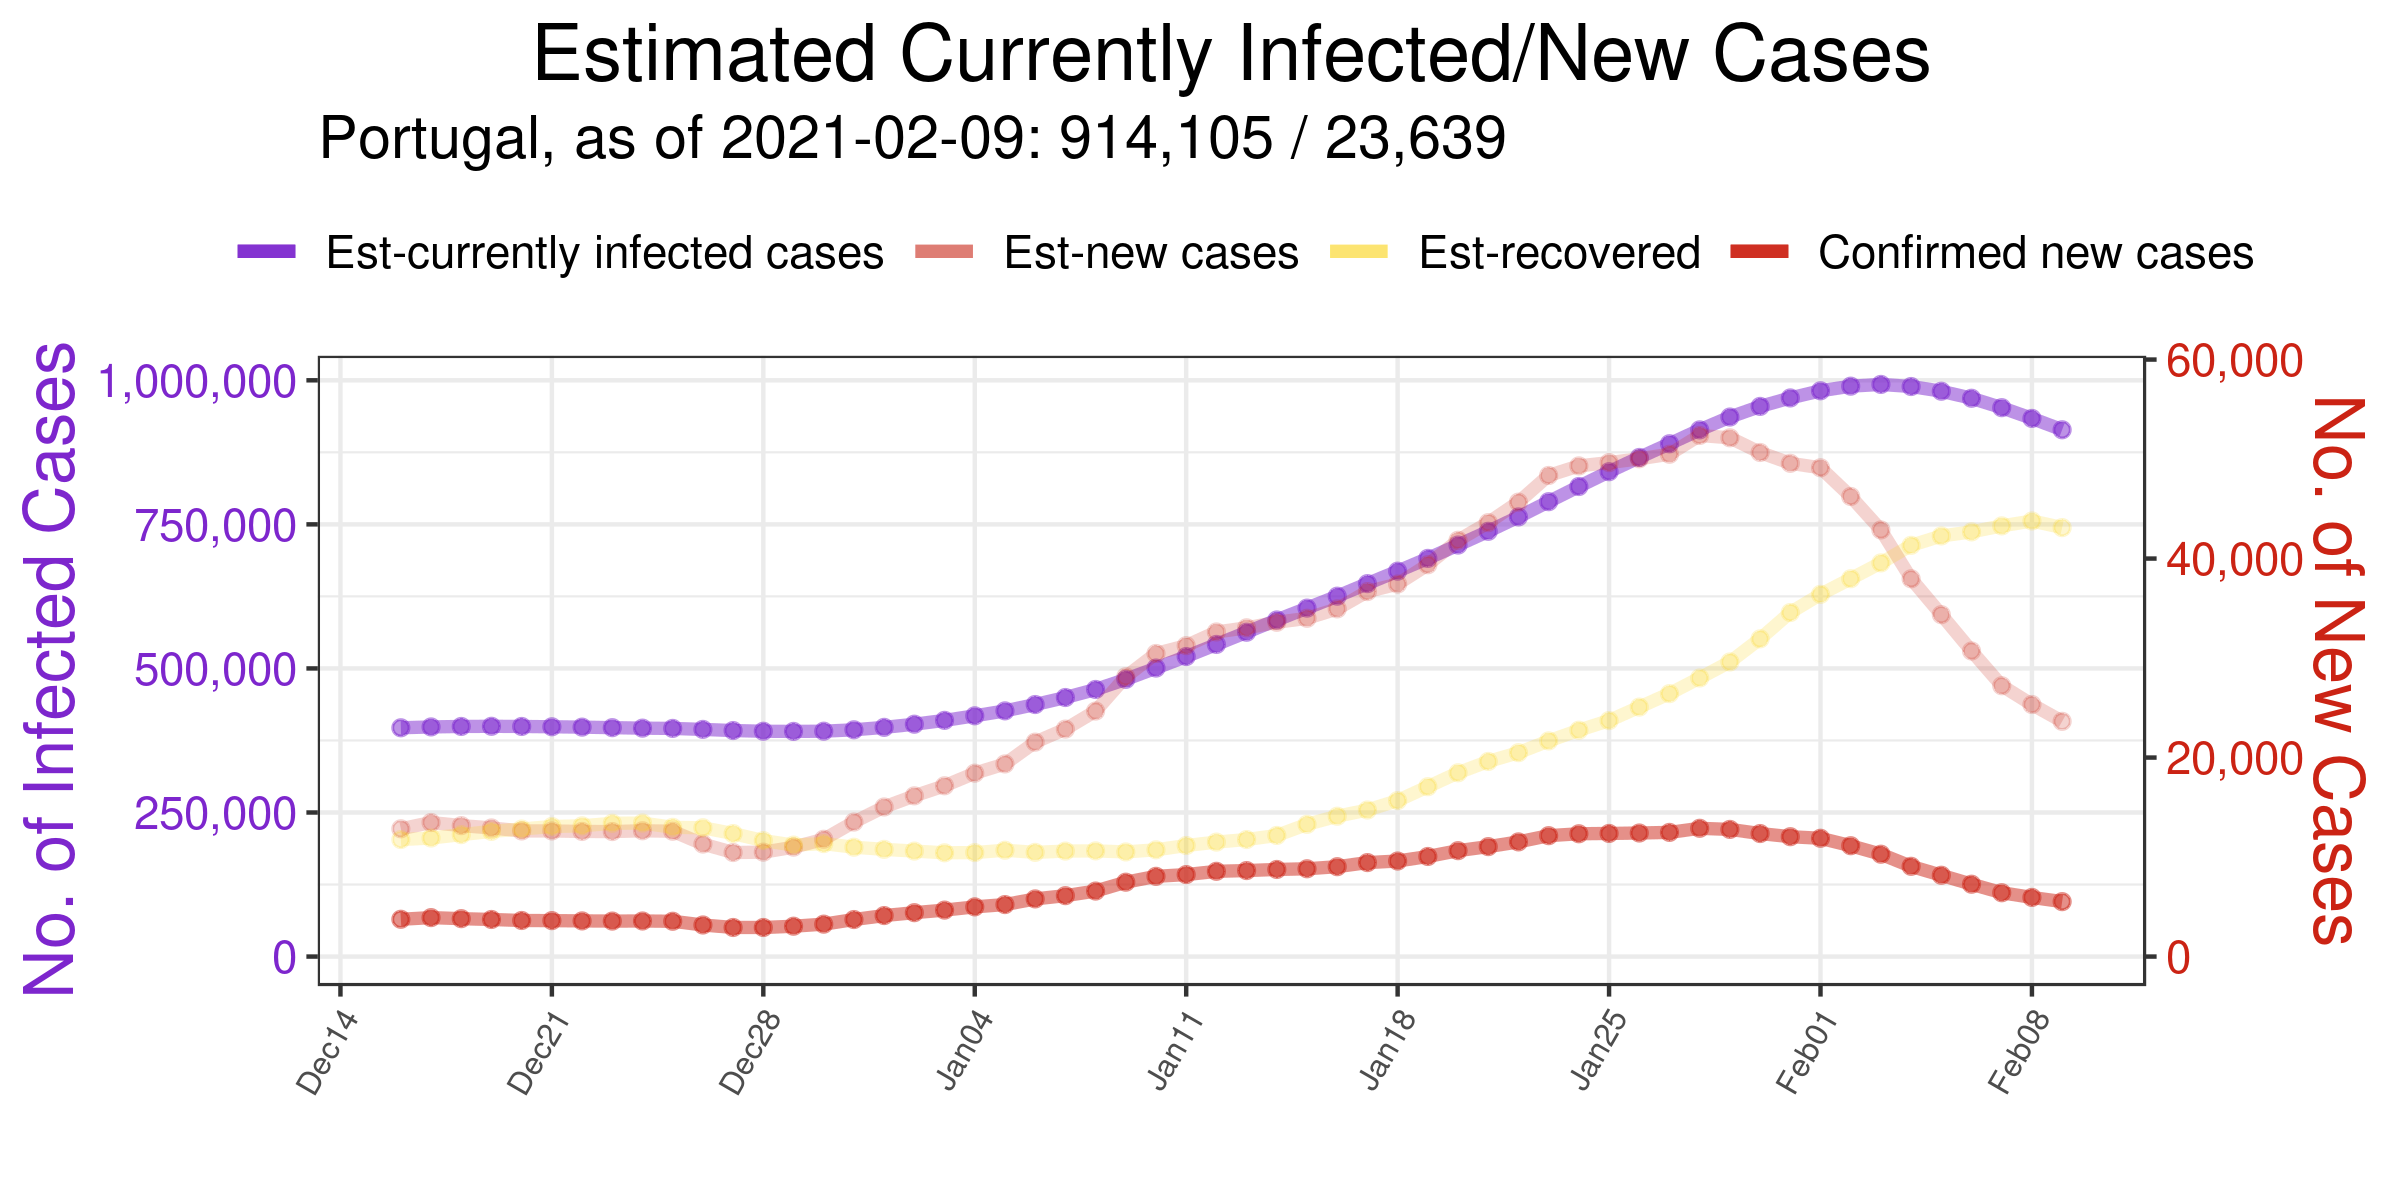 Estimated Currently Infected/New Cases
Portugal, as of 2021-02-09: 914,105 / 23,639
Est-currently infected cases Est-new cases Est-recovered Confirmed new cases
No. of Infected Cases
1,000,000
750,000
500,000
250,000
0
60,000
40,000
20,000
0
No. of New Cases
Dec14 Dec21 Dec28 Jan04 Jan11 Jan18 Jan25 Feb01 Feb08